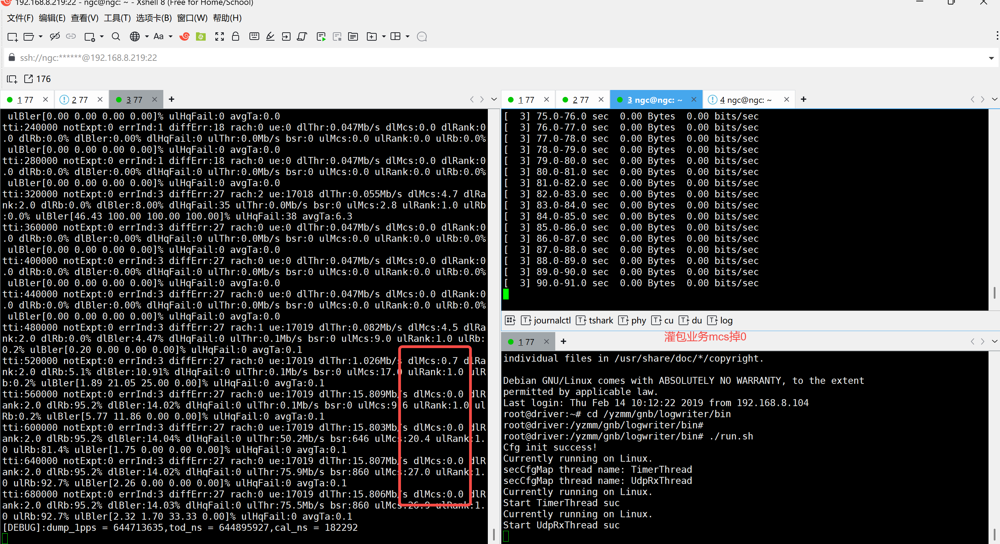 192.168.8.219:22 - ngc@ngc: ~ - Xshell 8 (Free for Home/School)
文件(F) 编辑(E) 查看(V) 工具(T) 选项卡(B) 窗口(W) 帮助(H)
Aa
ssh://ngc:******@192.168.8.219:22
176
1 77 2 77 3 77
ulBler[0.00 0.00 0.00 0.00]% ulHqFail:0 avgTa:0.0
tti:240000 notExpt:0 errInd:1 diffErr:18 rach:0 ue:0 dlThr:0.047Mb/s dlMcs:0.0 dlRank:0
.0 dlRb:0.0% dlBler:0.00% dlHqFail:0 ulThr:0.0Mb/s bsr:0 ulMcs:0.0 ulRank:0.0 ulRb:0.0%
ulBler[0.00 0.00 0.00 0.00]% ulHqFail:0 avgTa:0.0
tti:280000 notExpt:0 errInd:1 diffErr:18 rach:0 ue:0 dlThr:0.047Mb/s dlMcs:0.0 dlRank:0
.0 dlRb:0.0% dlBler:0.00% dlHqFail:0 ulThr:0.0Mb/s bsr:0 ulMcs:0.0 ulRank:0.0 ulRb:0.0%
ulBler[0.00 0.00 0.00 0.00]% ulHqFail:0 avgTa:0.0
tti:320000 notExpt:0 errInd:3 diffErr:27 rach:2 ue:17018 dlThr:0.055Mb/s dlMcs:4.7 dlRa
nk:2.0 dlRb:0.0% dlBler:8.00% dlHqFail:35 ulThr:0.0Mb/s bsr:0 ulMcs:2.8 ulRank:1.0 ulRb
:0.0% ulBler[46.43 100.00 100.00 100.00]% ulHqFail:38 avgTa:6.3
tti:360000 notExpt:0 errInd:3 diffErr:27 rach:0 ue:0 dlThr:0.047Mb/s dlMcs:0.0 dlRank:0
.0 dlRb:0.0% dlBler:0.00% dlHqFail:0 ulThr:0.0Mb/s bsr:0 ulMcs:0.0 ulRank:0.0 ulRb:0.0%
ulBler[0.00 0.00 0.00 0.00]% ulHqFail:0 avgTa:0.0
tti:400000 notExpt:0 errInd:3 diffErr:27 rach:0 ue:0 dlThr:0.047Mb/s dlMcs:0.0 dlRank:0
.0 dlRb:0.0% dlBler:0.00% dlHqFail:0 ulThr:0.0Mb/s bsr:0 ulMcs:0.0 ulRank:0.0 ulRb:0.0%
ulBler[0.00 0.00 0.00 0.00]% ulHqFail:0 avgTa:0.0
tti:440000 notExpt:0 errInd:3 diffErr:27 rach:0 ue:0 dlThr:0.047Mb/s dlMcs:0.0 dlRank:0
.0 dlRb:0.0% dlBler:0.00% dlHqFail:0 ulThr:0.0Mb/s bsr:0 ulMcs:0.0 ulRank:0.0 ulRb:0.0%
ulBler[0.00 0.00 0.00 0.00]% ulHqFail:0 avgTa:0.0
tti:480000 notExpt:0 errInd:3 diffErr:27 rach:1 ue:17019 dlThr:0.082Mb/s dlMcs:4.5 dlRa
nk:2.0 dlRb:0.0% dlBler:4.47% dlHqFail:0 ulThr:0.1Mb/s bsr:0 ulMcs:9.0 ulRank:1.0 ulRb:
0.2% ulBler[0.20 0.00 0.00 0.00]% ulHqFail:0 avgTa:0.1
tti:520000 notExpt:0 errInd:3 diffErr:27 rach:0 ue:17019 dlThr:1.026Mb/s dlMcs:0.7 dlRa
nk:2.0 dlRb:5.1% dlBler:10.91% dlHqFail:0 ulThr:0.1Mb/s bsr:0 ulMcs:17.0 ulRank:1.0 ulR
b:0.2% ulBler[1.89 21.05 25.00 0.00]% ulHqFail:0 avgTa:0.1
tti:560000 notExpt:0 errInd:3 diffErr:27 rach:0 ue:17019 dlThr:15.809Mb/s dlMcs:0.0 dlR
ank:2.0 dlRb:95.2% dlBler:14.02% dlHqFail:0 ulThr:0.1Mb/s bsr:0 ulMcs:9.6 ulRank:1.0 ul
Rb:0.2% ulBler[5.77 11.86 0.00 0.00]% ulHqFail:0 avgTa:0.1
tti:600000 notExpt:0 errInd:3 diffErr:27 rach:0 ue:17019 dlThr:15.803Mb/s dlMcs:0.0 dlR
ank:2.0 dlRb:95.2% dlBler:14.04% dlHqFail:0 ulThr:50.2Mb/s bsr:646 ulMcs:20.4 ulRank:1.
0 ulRb:81.4% ulBler[1.75 0.00 0.00 0.00]% ulHqFail:0 avgTa:0.1
tti:640000 notExpt:0 errInd:3 diffErr:27 rach:0 ue:17019 dlThr:15.807Mb/s dlMcs:0.0 dlR
ank:2.0 dlRb:95.2% dlBler:14.02% dlHqFail:0 ulThr:75.9Mb/s bsr:860 ulMcs:27.0 ulRank:1.
0 ulRb:92.7% ulBler[2.26 0.00 0.00 0.00]% ulHqFail:0 avgTa:0.1
tti:680000 notExpt:0 errInd:3 diffErr:27 rach:0 ue:17019 dlThr:15.806Mb/s dlMcs:0.0 dlR
ank:2.0 dlRb:95.2% dlBler:14.03% dlHqFail:0 ulThr:75.5Mb/s bsr:860 ulMcs:26.9 ulRank:1.
0 ulRb:92.7% ulBler[2.32 1.70 33.33 0.00]% ulHqFail:0 avgTa:0.1
[DEBUG]:dump_1pps = 644713635,tod_ns = 644895927,cal_ns = 182292
1 77 2 77 3 ngc@ngc: ~ 4 ngc@ngc: ~
[ 3] 75.0-76.0 sec 0.00 Bytes 0.00 bits/sec
[ 3] 76.0-77.0 sec 0.00 Bytes 0.00 bits/sec
[ 3] 77.0-78.0 sec 0.00 Bytes 0.00 bits/sec
[ 3] 78.0-79.0 sec 0.00 Bytes 0.00 bits/sec
[ 3] 79.0-80.0 sec 0.00 Bytes 0.00 bits/sec
[ 3] 80.0-81.0 sec 0.00 Bytes 0.00 bits/sec
[ 3] 81.0-82.0 sec 0.00 Bytes 0.00 bits/sec
[ 3] 82.0-83.0 sec 0.00 Bytes 0.00 bits/sec
[ 3] 83.0-84.0 sec 0.00 Bytes 0.00 bits/sec
[ 3] 84.0-85.0 sec 0.00 Bytes 0.00 bits/sec
[ 3] 85.0-86.0 sec 0.00 Bytes 0.00 bits/sec
[ 3] 86.0-87.0 sec 0.00 Bytes 0.00 bits/sec
[ 3] 87.0-88.0 sec 0.00 Bytes 0.00 bits/sec
[ 3] 88.0-89.0 sec 0.00 Bytes 0.00 bits/sec
[ 3] 89.0-90.0 sec 0.00 Bytes 0.00 bits/sec
[ 3] 90.0-91.0 sec 0.00 Bytes 0.00 bits/sec
journalctl tshark phy cu du log
灌包业务mcs掉0
1 77
individual files in /usr/share/doc/*/copyright.
Debian GNU/Linux comes with ABSOLUTELY NO WARRANTY, to the extent
permitted by applicable law.
Last login: Thu Feb 14 10:12:22 2019 from 192.168.8.104
root@driver:~# cd /yzmm/gnb/logwriter/bin
root@driver:/yzmm/gnb/logwriter/bin#
root@driver:/yzmm/gnb/logwriter/bin# ./run.sh
Cfg init success!
Currently running on Linux.
secCfgMap thread name: TimerThread
secCfgMap thread name: UdpRxThread
Currently running on Linux.
Start TimerThread suc
Currently running on Linux.
Start UdpRxThread suc